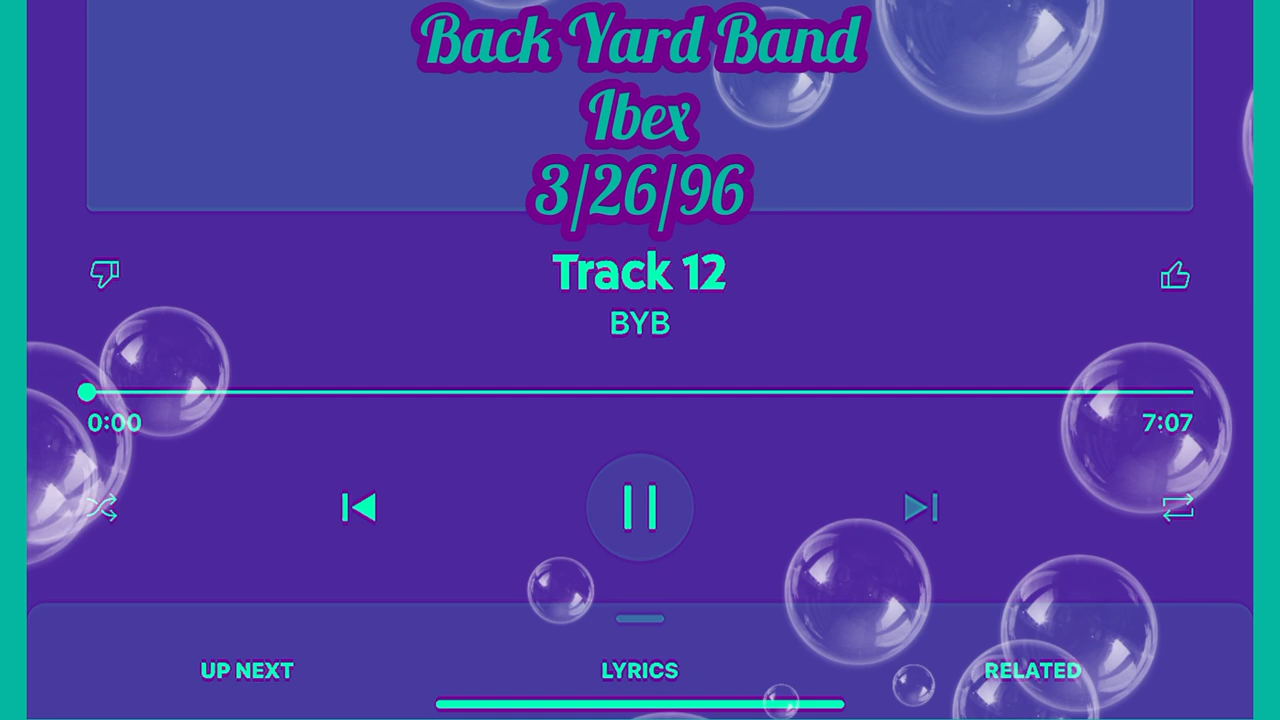 Back Yard Band
Ibex
3/26/96
Track 12
BYB
0:00
7:07
UP NEXT
LYRICS
RELATED